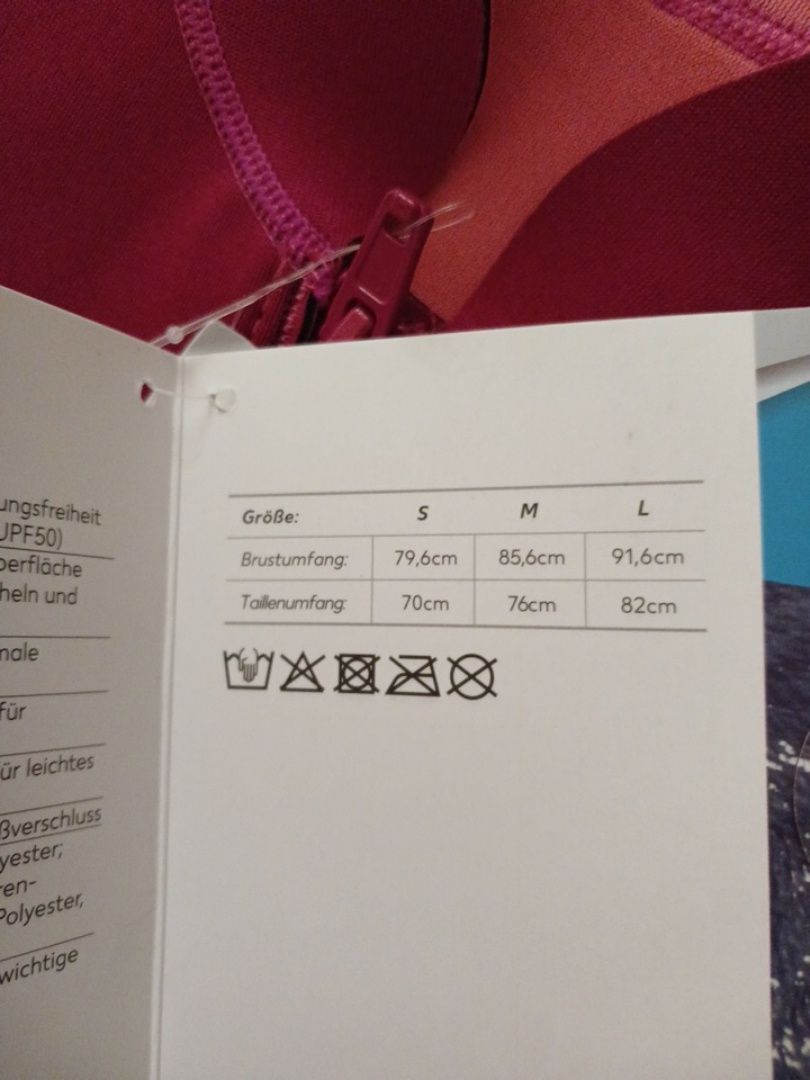 ungsfreiheit
UPF50)
perfläche
heln und
nale
für
ür leichtes
ßverschluss
yester;
ren-
Polyester,
wichtige
Größe: S M L
Brustumfang: 79,6cm 85,6cm 91,6cm
Taillenumfang: 70cm 76cm 82cm